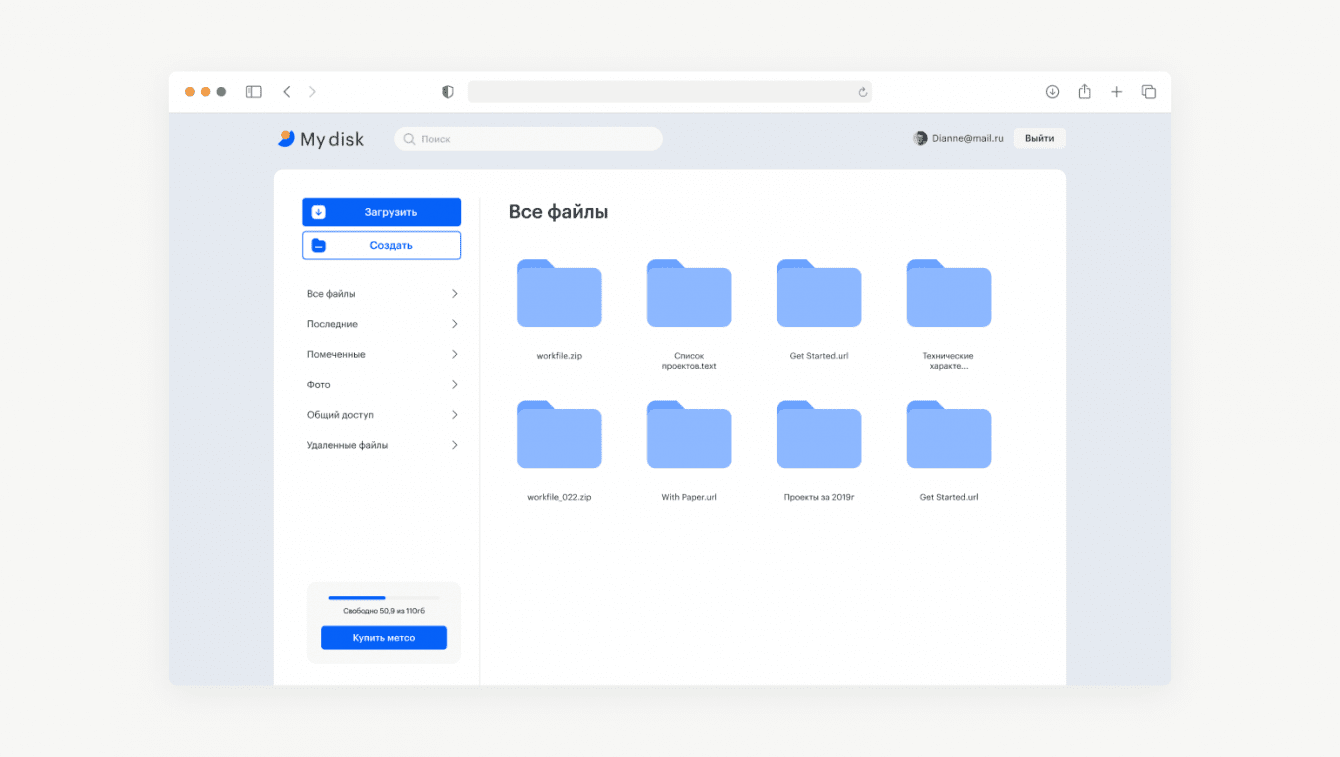 My disk
Поиск
Dianne@mail.ru
Выйти
Загрузить
Создать
Все файлы
Последние
Помеченные
Фото
Общий доступ
Удаленные файлы
Свободно 50,9 из 110гб
Купить метсо
Все файлы
workfile.zip
Список
проектов.text
Get Started.url
Технические
характе...
workfile_022.zip
With Paper.url
Проекты за 2019г
Get Started.url